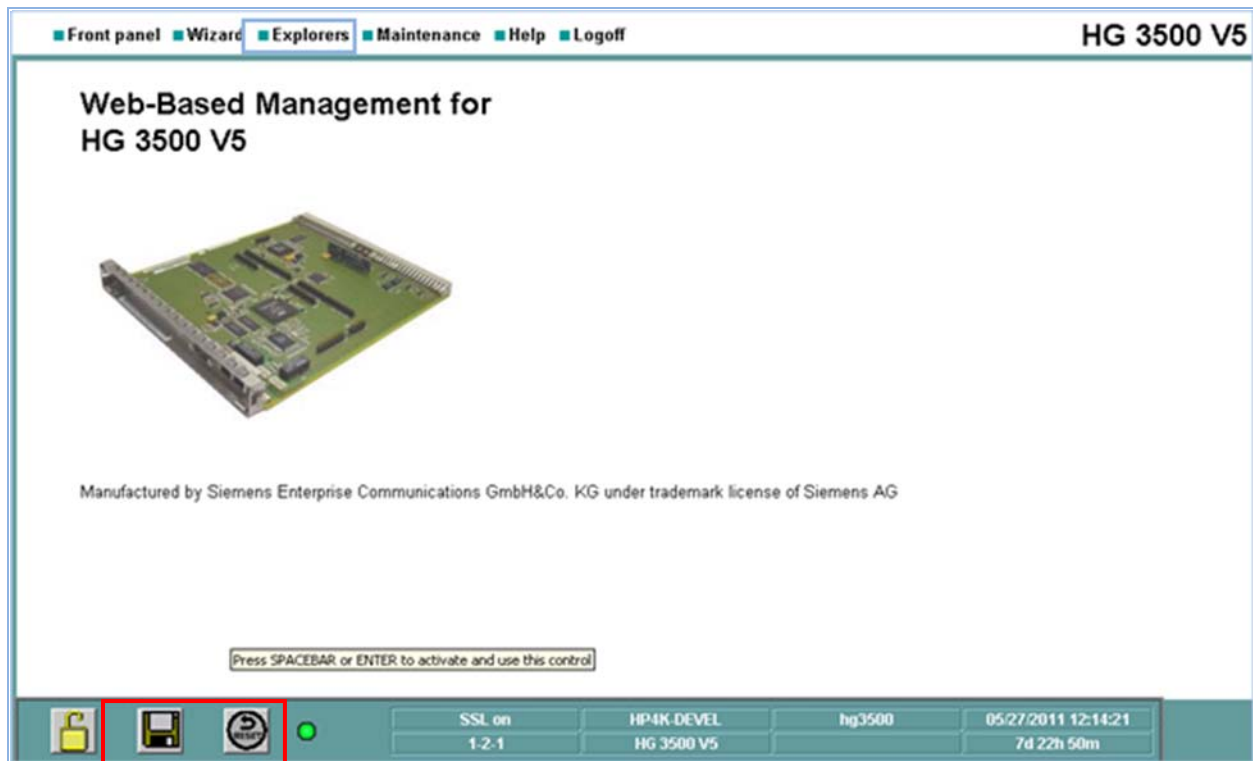 Front panel Wizard Explorers Maintenance Help Logoff HG 3500 V5
Web-Based Management for
HG 3500 V5
Manufactured by Siemens Enterprise Communications GmbH&Co. KG under trademark license of Siemens AG
Press SPACEBAR or ENTER to activate and use this control
RESET
SSL on HP4K-DEVEL hg3500 05/27/2011 12:14:21
1-2-1 HG 3500 V5 7d 22h 50m